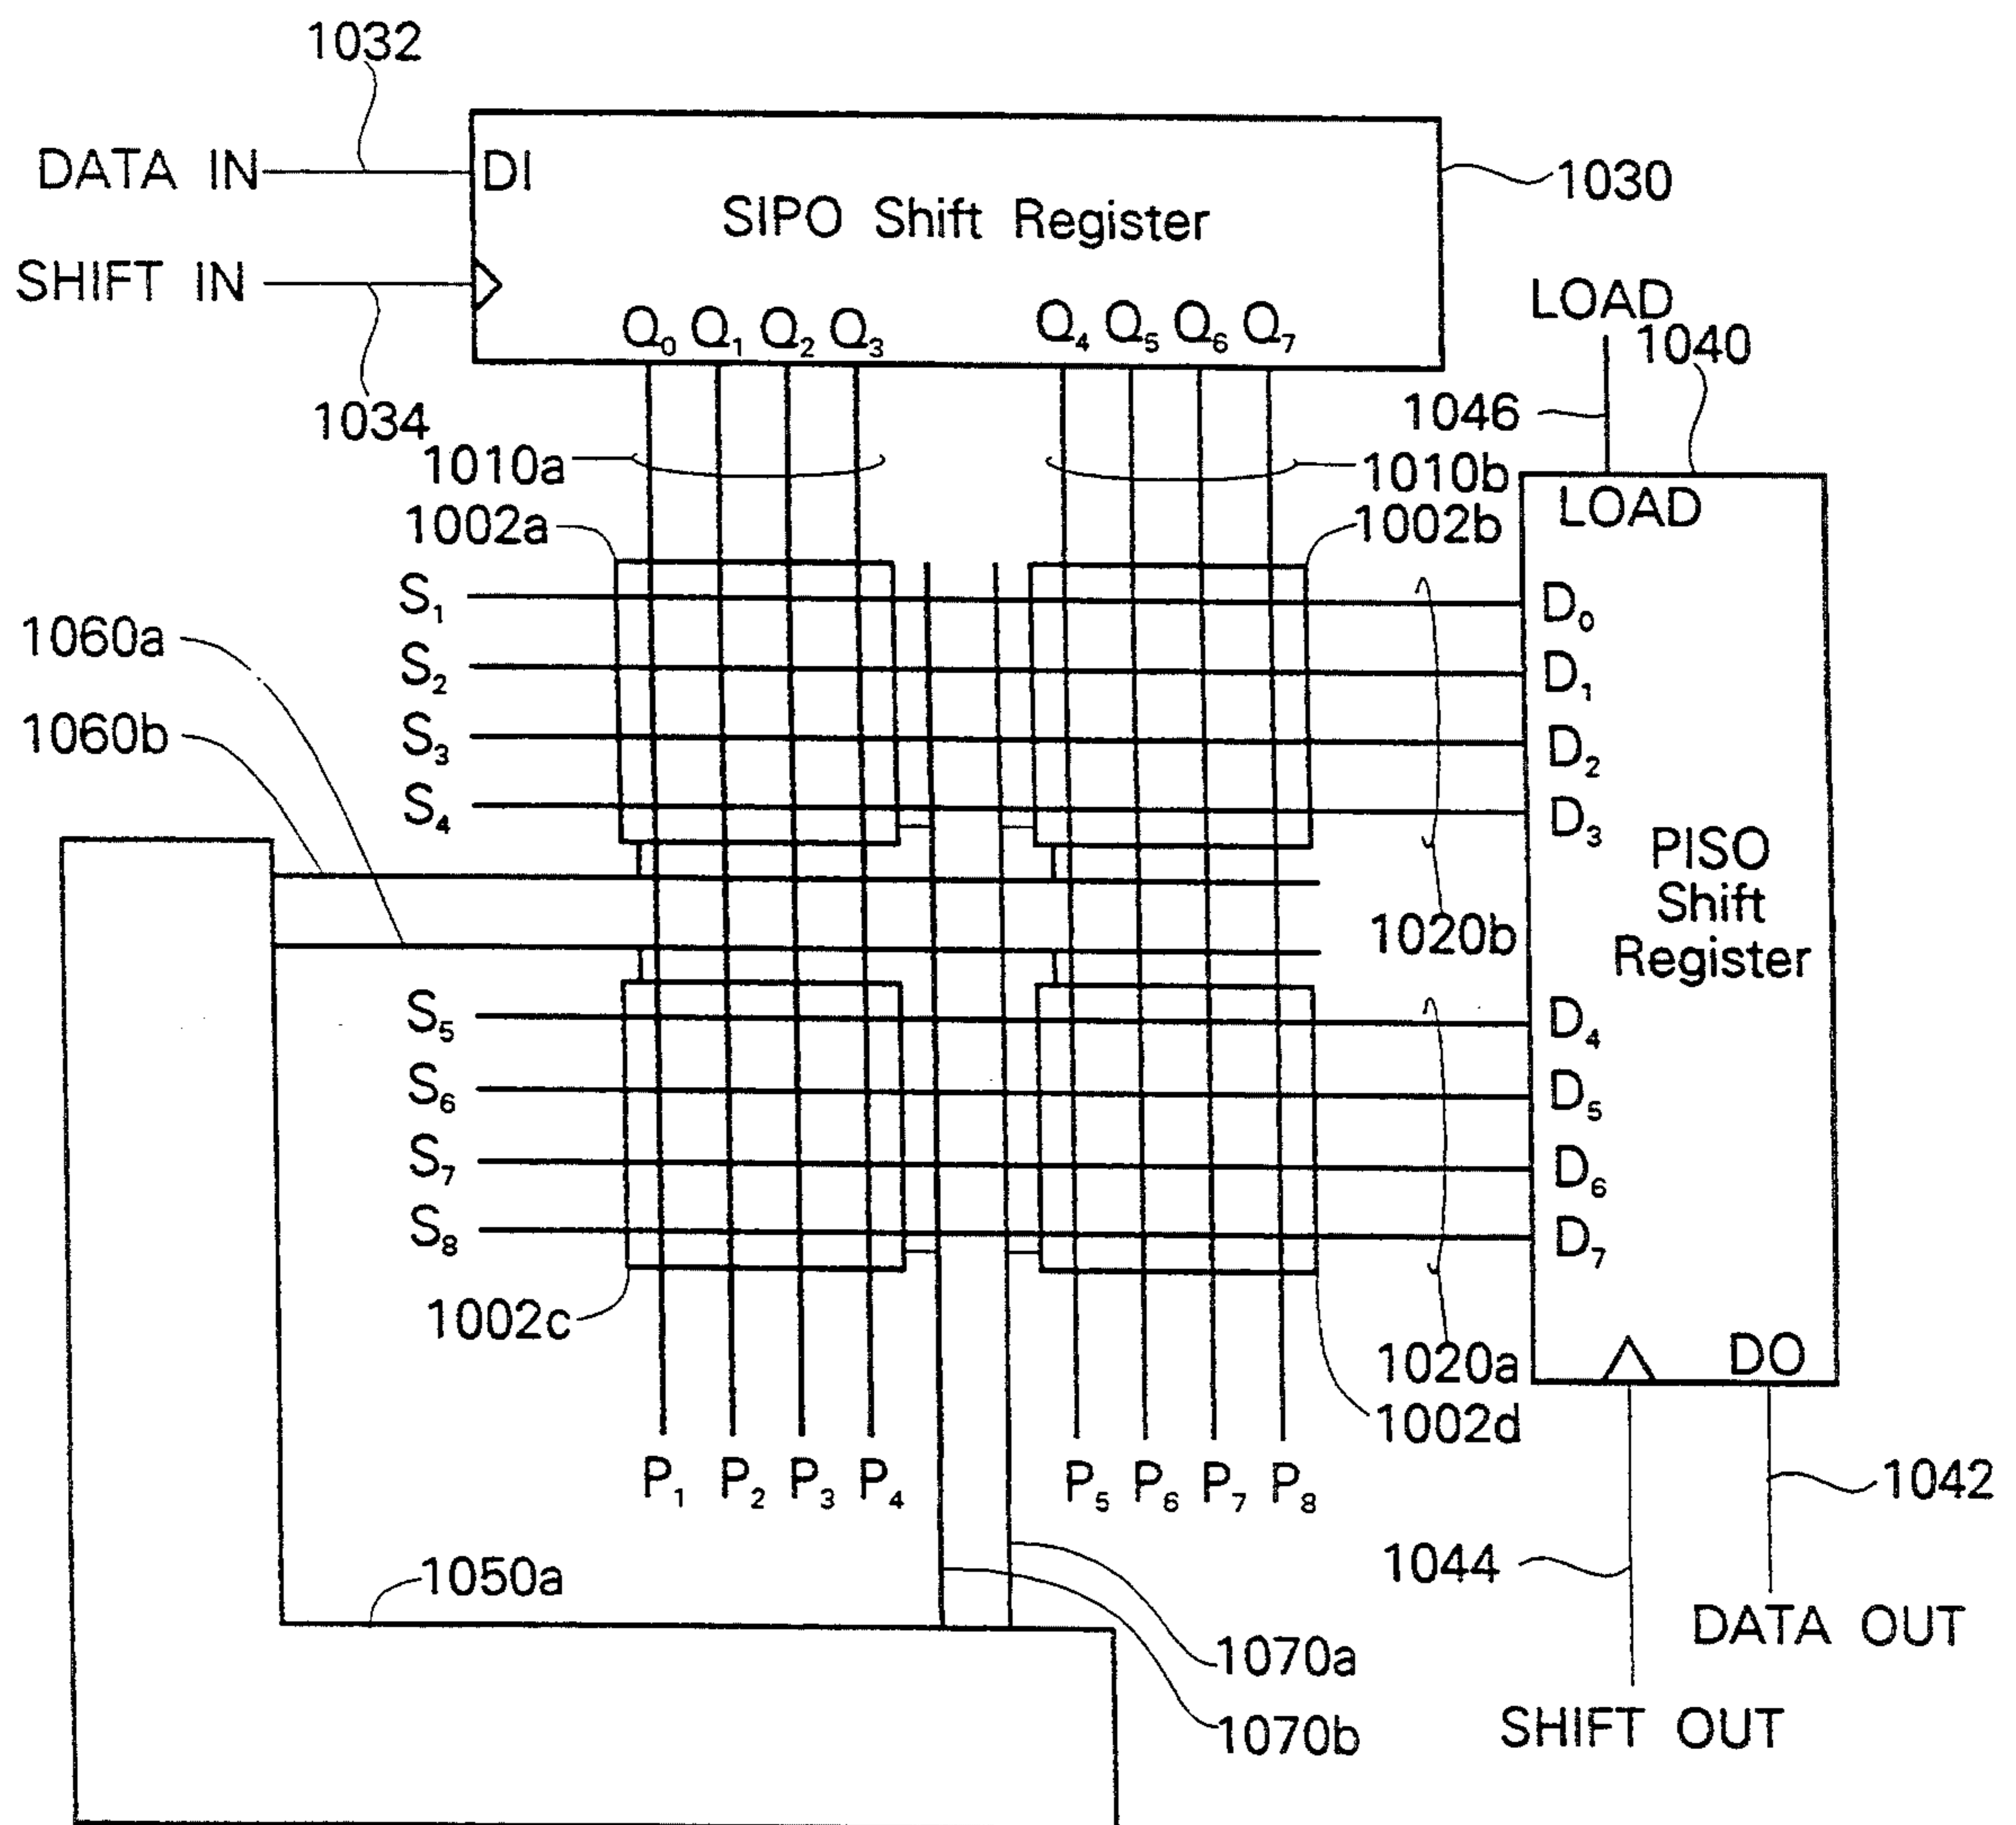 1032
DATA IN
DI
SIPO Shift Register
1030
SHIFT IN
1034
Q₀ Q₁ Q₂ Q₃ Q₄ Q₅ Q₆ Q₇
LOAD
1040
1046
1010a
1010b
1002a
1002b
LOAD
S₁
D₀
1060a
S₂
D₁
1060b
S₃
D₂
S₄
D₃
PISO
Shift
Register
1020b
S₅
D₄
S₆
D₅
S₇
D₆
S₈
D₇
1002c
1020a
DO
1002d
P₁ P₂ P₃ P₄ P₅ P₆ P₇ P₈
1042
1044
1050a
DATA OUT
1070a
1070b
SHIFT OUT